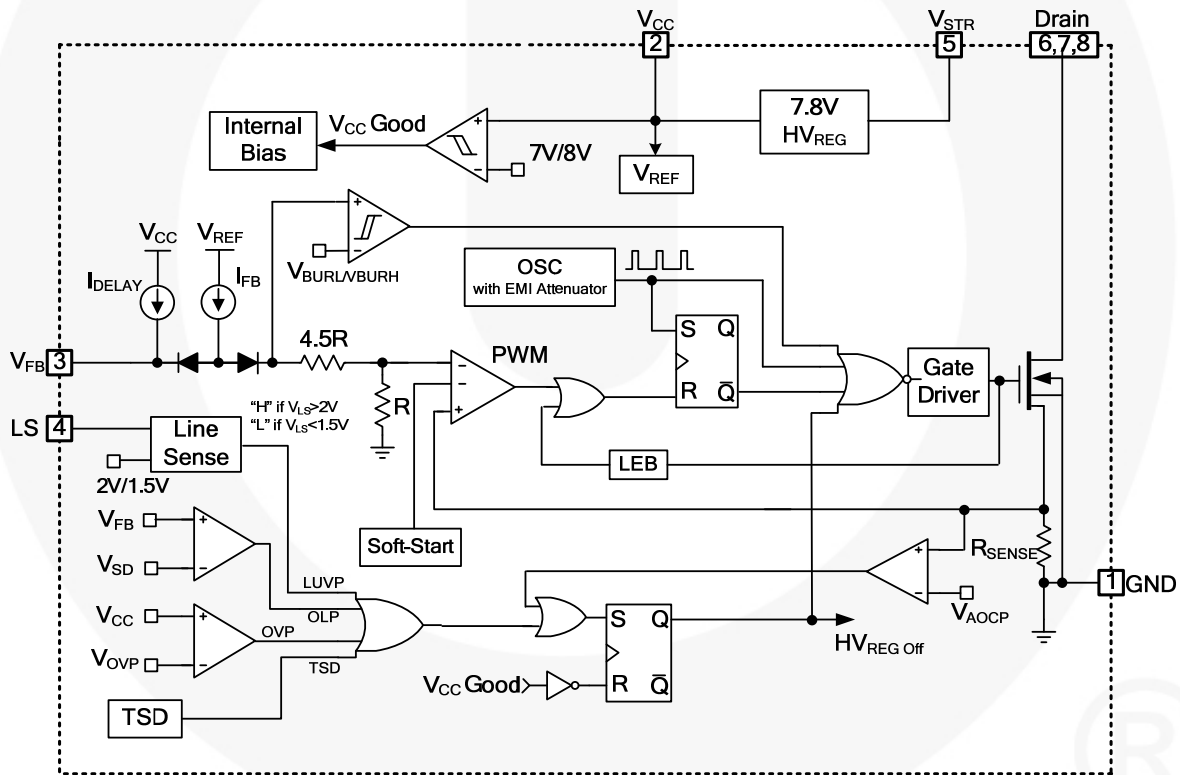 VCC
2
VSTR
5
Drain
6,7,8
Internal
Bias
VCC Good
+
-
7V/8V
7.8V
HVREG
VREF
VCC
VREF
IDELAY
IFB
+
-
VBURL/VBURH
OSC
with EMI Attenuator
VFB
3
4.5R
R
PWM
-
-
+
S Q
R Q̅
Gate
Driver
LS
4
Line
Sense
"H" if VLS>2V
"L" if VLS<1.5V
2V/1.5V
LEB
Soft-Start
VFB
+
VSD
-
VCC
+
VOVP
-
LUVP
OLP
OVP
TSD
TSD
S Q
R Q̅
VCC Good
HVREG Off
+
-
VAOCP
RSENSE
1
GND
®